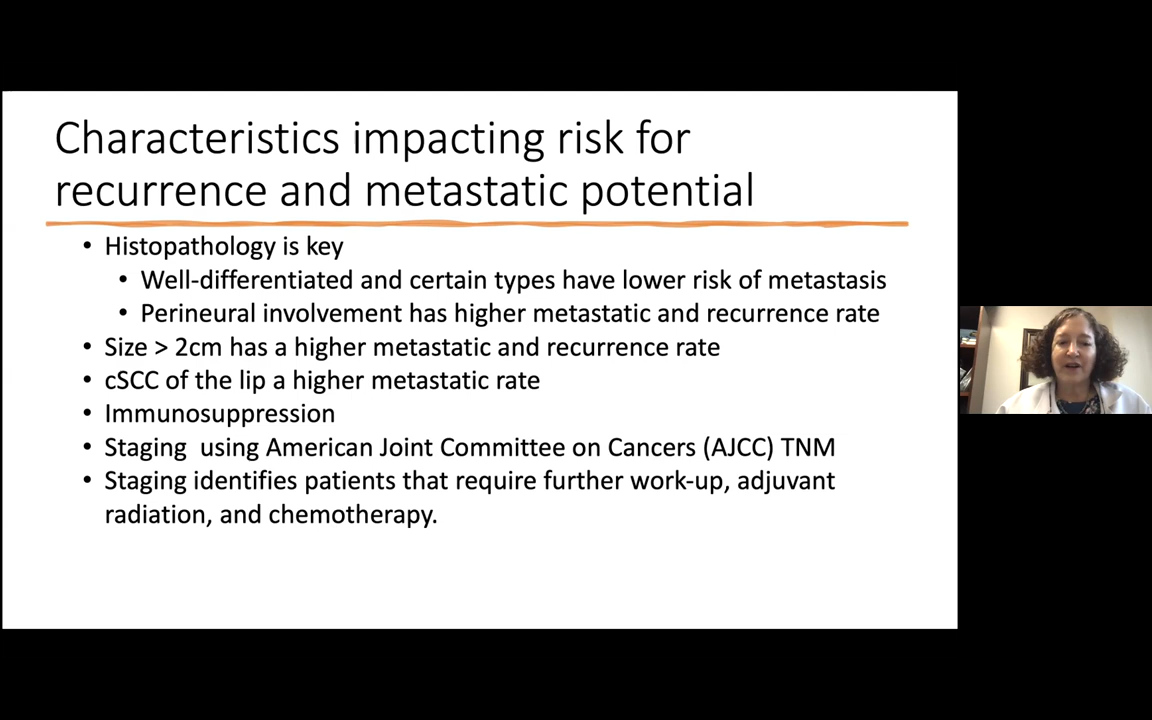 Characteristics impacting risk for
recurrence and metastatic potential
• Histopathology is key
• Well-differentiated and certain types have lower risk of metastasis
• Perineural involvement has higher metastatic and recurrence rate
• Size > 2cm has a higher metastatic and recurrence rate
• cSCC of the lip a higher metastatic rate
• Immunosuppression
• Staging  using American Joint Committee on Cancers (AJCC) TNM
• Staging identifies patients that require further work-up, adjuvant
radiation, and chemotherapy.